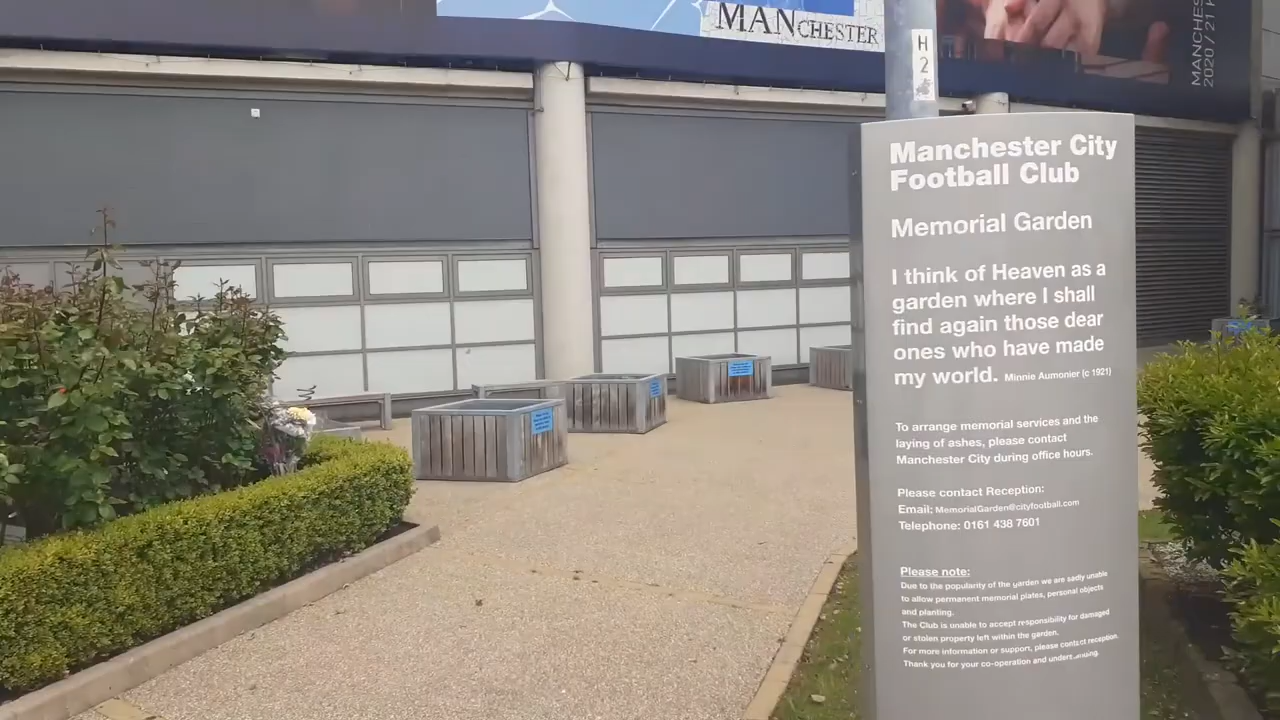 MANCHESTER
MANCHES
2020 / 21
H
2
Manchester City
Football Club
Memorial Garden
I think of Heaven as a
garden where I shall
find again those dear
ones who have made
my world. Minnie Aumonier (c 1921)
To arrange memorial services and the
laying of ashes, please contact
Manchester City during office hours.
Please contact Reception:
Email: MemorialGarden@cityfootball.com
Telephone: 0161 438 7601
Please note:
Due to the popularity of the garden we are sadly unable
to allow permanent memorial plates, personal objects
and planting.
The Club is unable to accept responsibility for damaged
or stolen property left within the garden.
For more information or support, please contact reception.
Thank you for your co-operation and understanding.